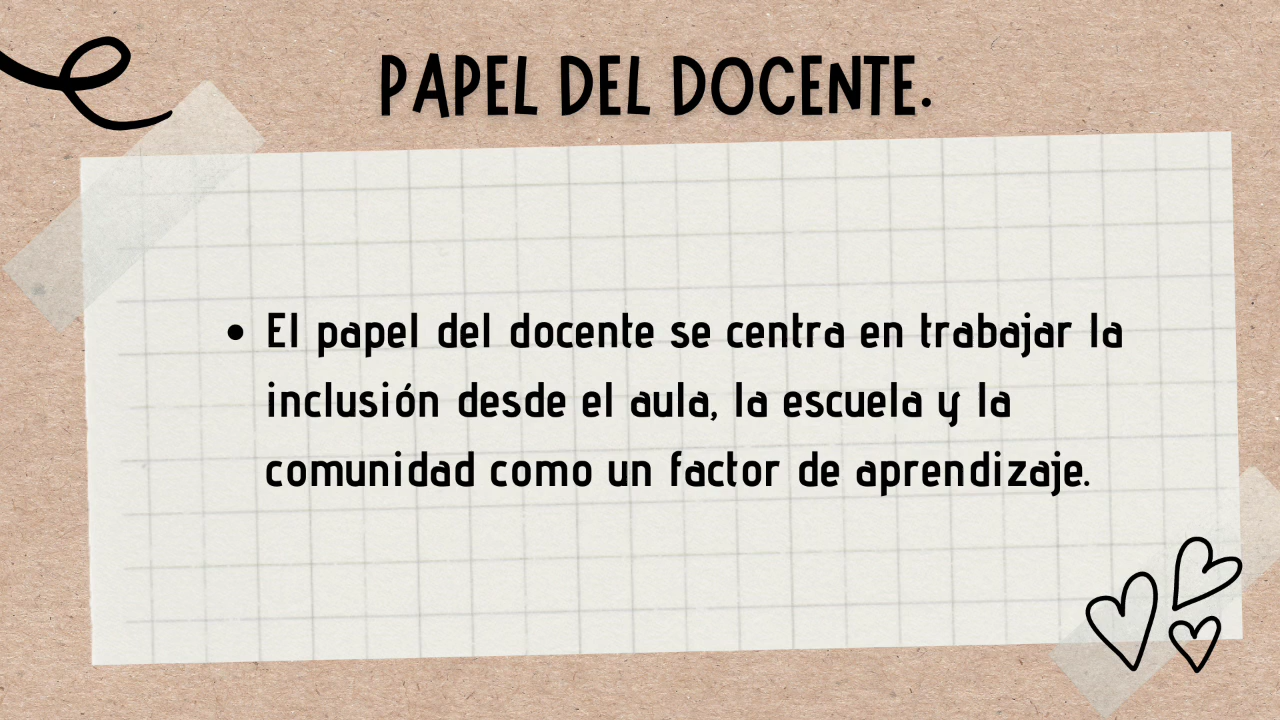 PAPEL DEL DOCENTE.
• El papel del docente se centra en trabajar la
inclusión desde el aula, la escuela y la
comunidad como un factor de aprendizaje.